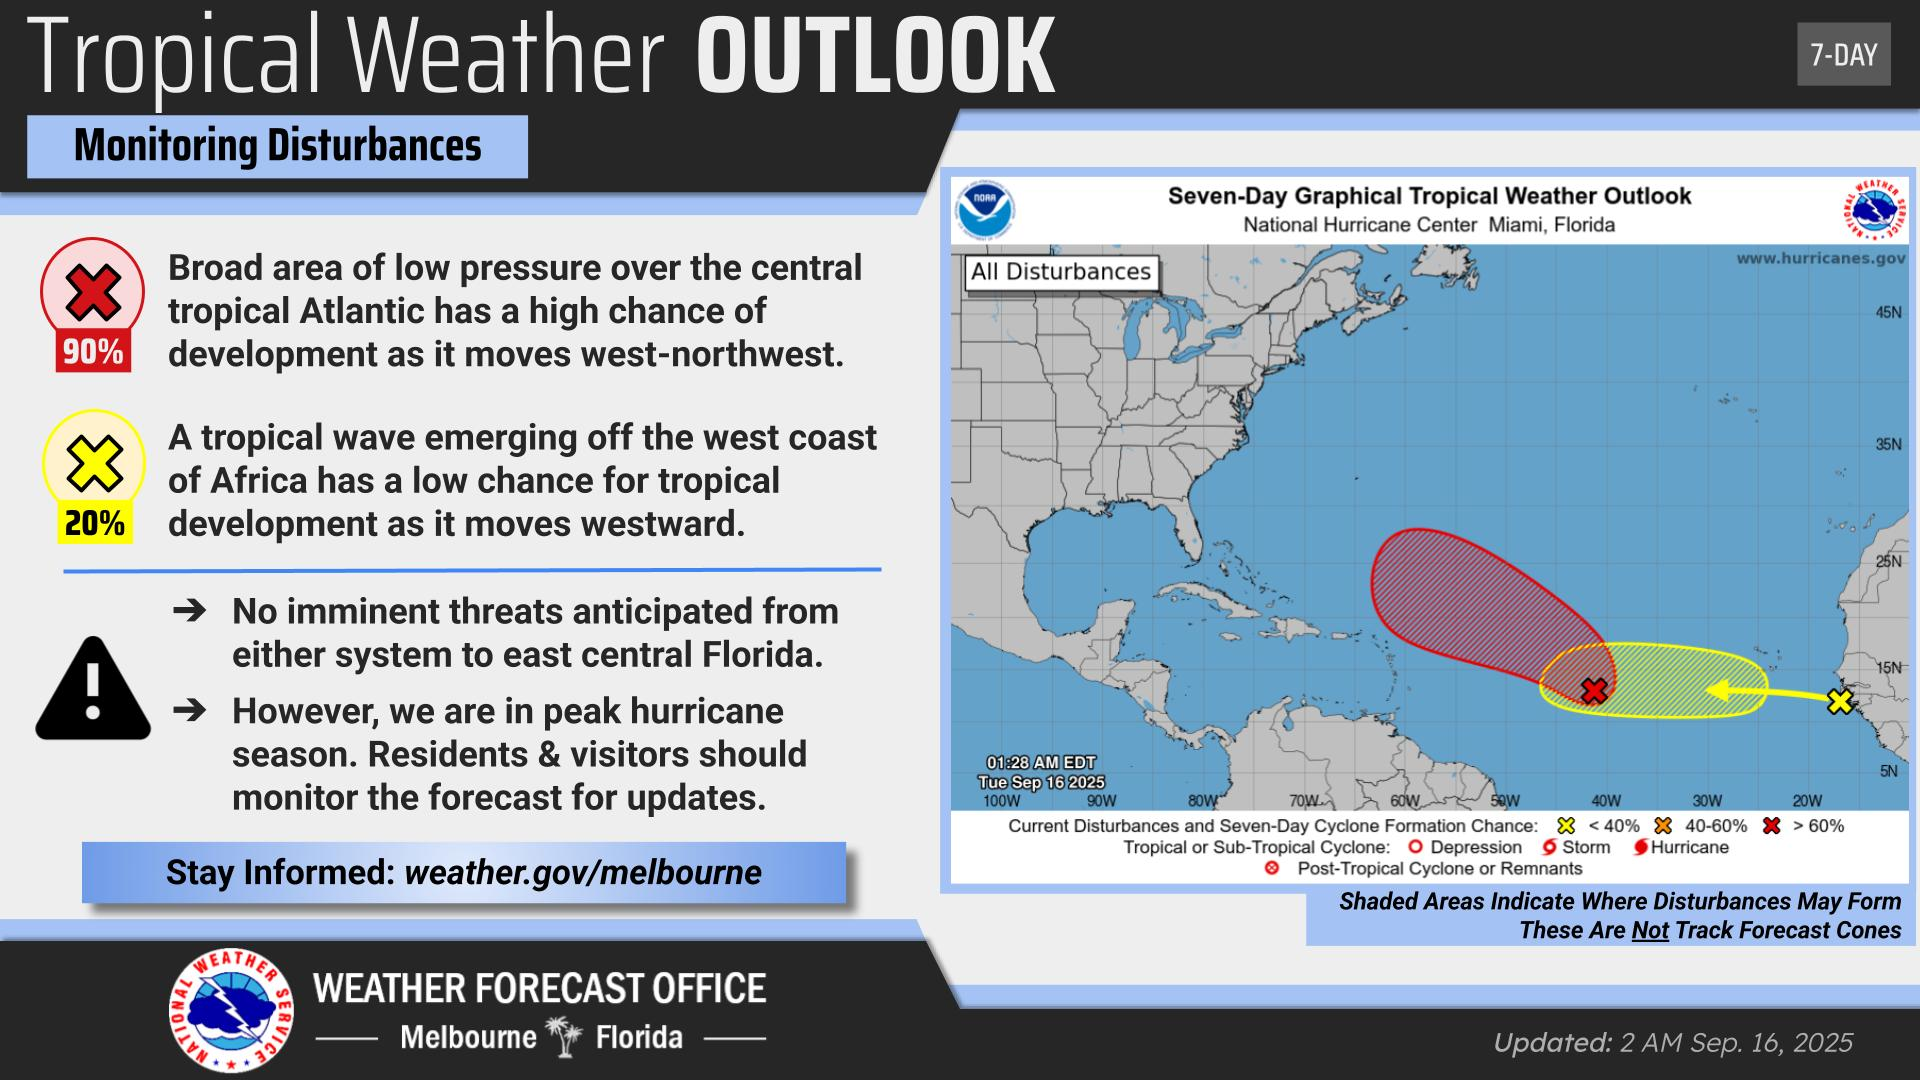 Tropical Weather OUTLOOK
7-DAY
Monitoring Disturbances
90%
Broad area of low pressure over the central
tropical Atlantic has a high chance of
development as it moves west-northwest.
20%
A tropical wave emerging off the west coast
of Africa has a low chance for tropical
development as it moves westward.
➔ No imminent threats anticipated from
either system to east central Florida.
➔ However, we are in peak hurricane
season. Residents & visitors should
monitor the forecast for updates.
Stay Informed: weather.gov/melbourne
NATIONAL WEATHER SERVICE
WEATHER FORECAST OFFICE
Melbourne Florida
NOAA
Seven-Day Graphical Tropical Weather Outlook
National Hurricane Center Miami, Florida
NATIONAL WEATHER SERVICE
www.hurricanes.gov
All Disturbances
45N
35N
25N
15N
5N
01:28 AM EDT
Tue Sep 16 2025
100W 90W 80W 70W 60W 50W 40W 30W 20W
Current Disturbances and Seven-Day Cyclone Formation Chance: < 40% 40-60% > 60%
Tropical or Sub-Tropical Cyclone: Depression Storm Hurricane
Post-Tropical Cyclone or Remnants
Shaded Areas Indicate Where Disturbances May Form
These Are Not Track Forecast Cones
Updated: 2 AM Sep. 16, 2025